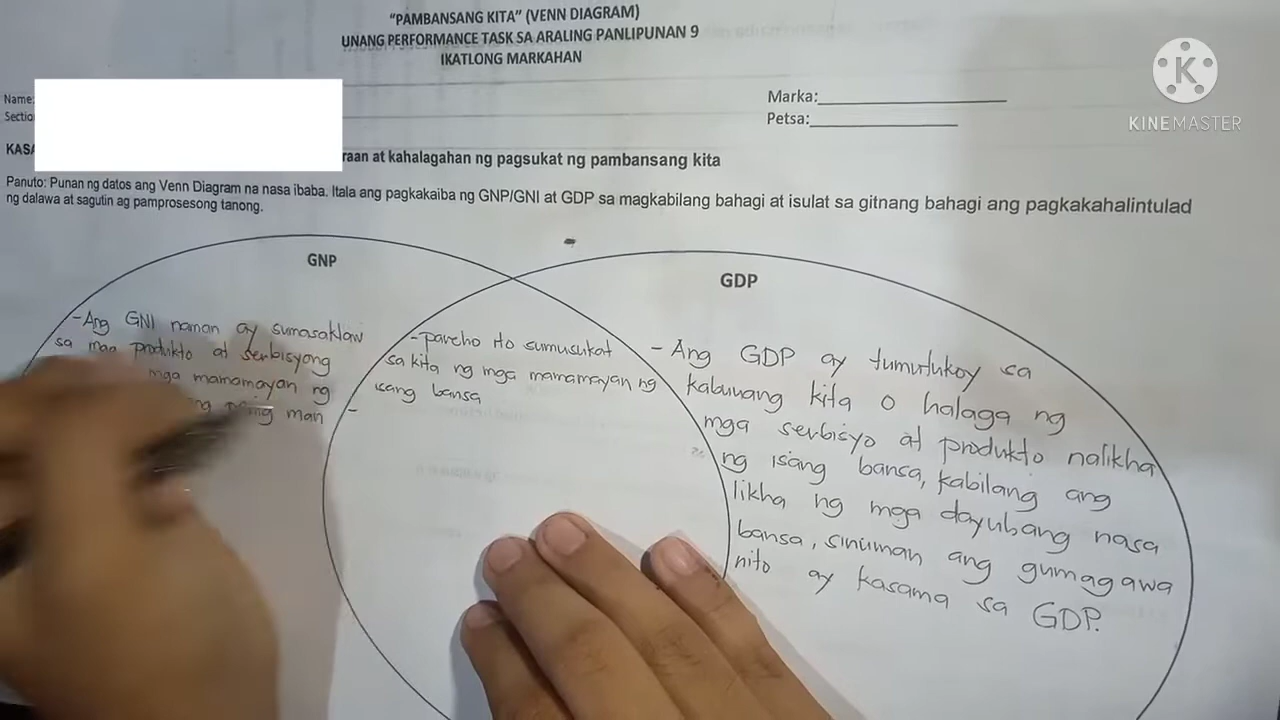 "PAMBANSANG KITA" (VENN DIAGRAM)
UNANG PERFORMANCE TASK SA ARALING PANLIPUNAN 9
IKATLONG MARKAHAN
KINEMASTER
Name:
Marka:
Sectio
Petsa:
KASA
raan at kahalagahan ng pagsukat ng pambansang kita
Panuto: Punan ng datos ang Venn Diagram na nasa ibaba. Itala ang pagkakaiba ng GNP/GNI at GDP sa magkabilang bahagi at isulat sa gitnang bahagi ang pagkakahalintulad
ng dalawa at sagutin ag pamprosesong tanong.
GNP
- Ang GNI naman ay sumasaklaw
sa mga produkto at serbisyong
mga mamamayan ng
man
- pareho ito sumusukat
sa kita ng mga mamamayan ng
isang bansa
-
GDP
- Ang GDP ay tumutukoy sa
kabuuang kita o halaga ng
mga serbisyo at produkto nalikha
ng isang bansa, kabilang ang
likha ng mga dayuhang nasa
bansa, sinuman ang gumagawa
nito ay kasama sa GDP.